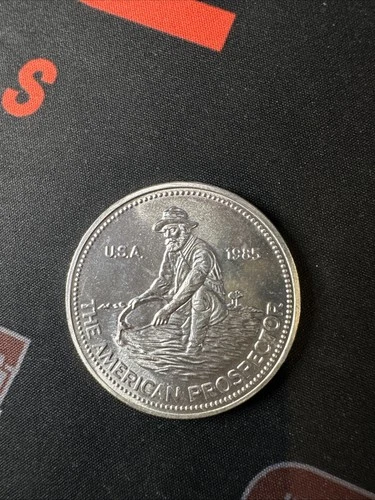 S
U.S.A. 1985
THE AMERICAN PROSPECTOR